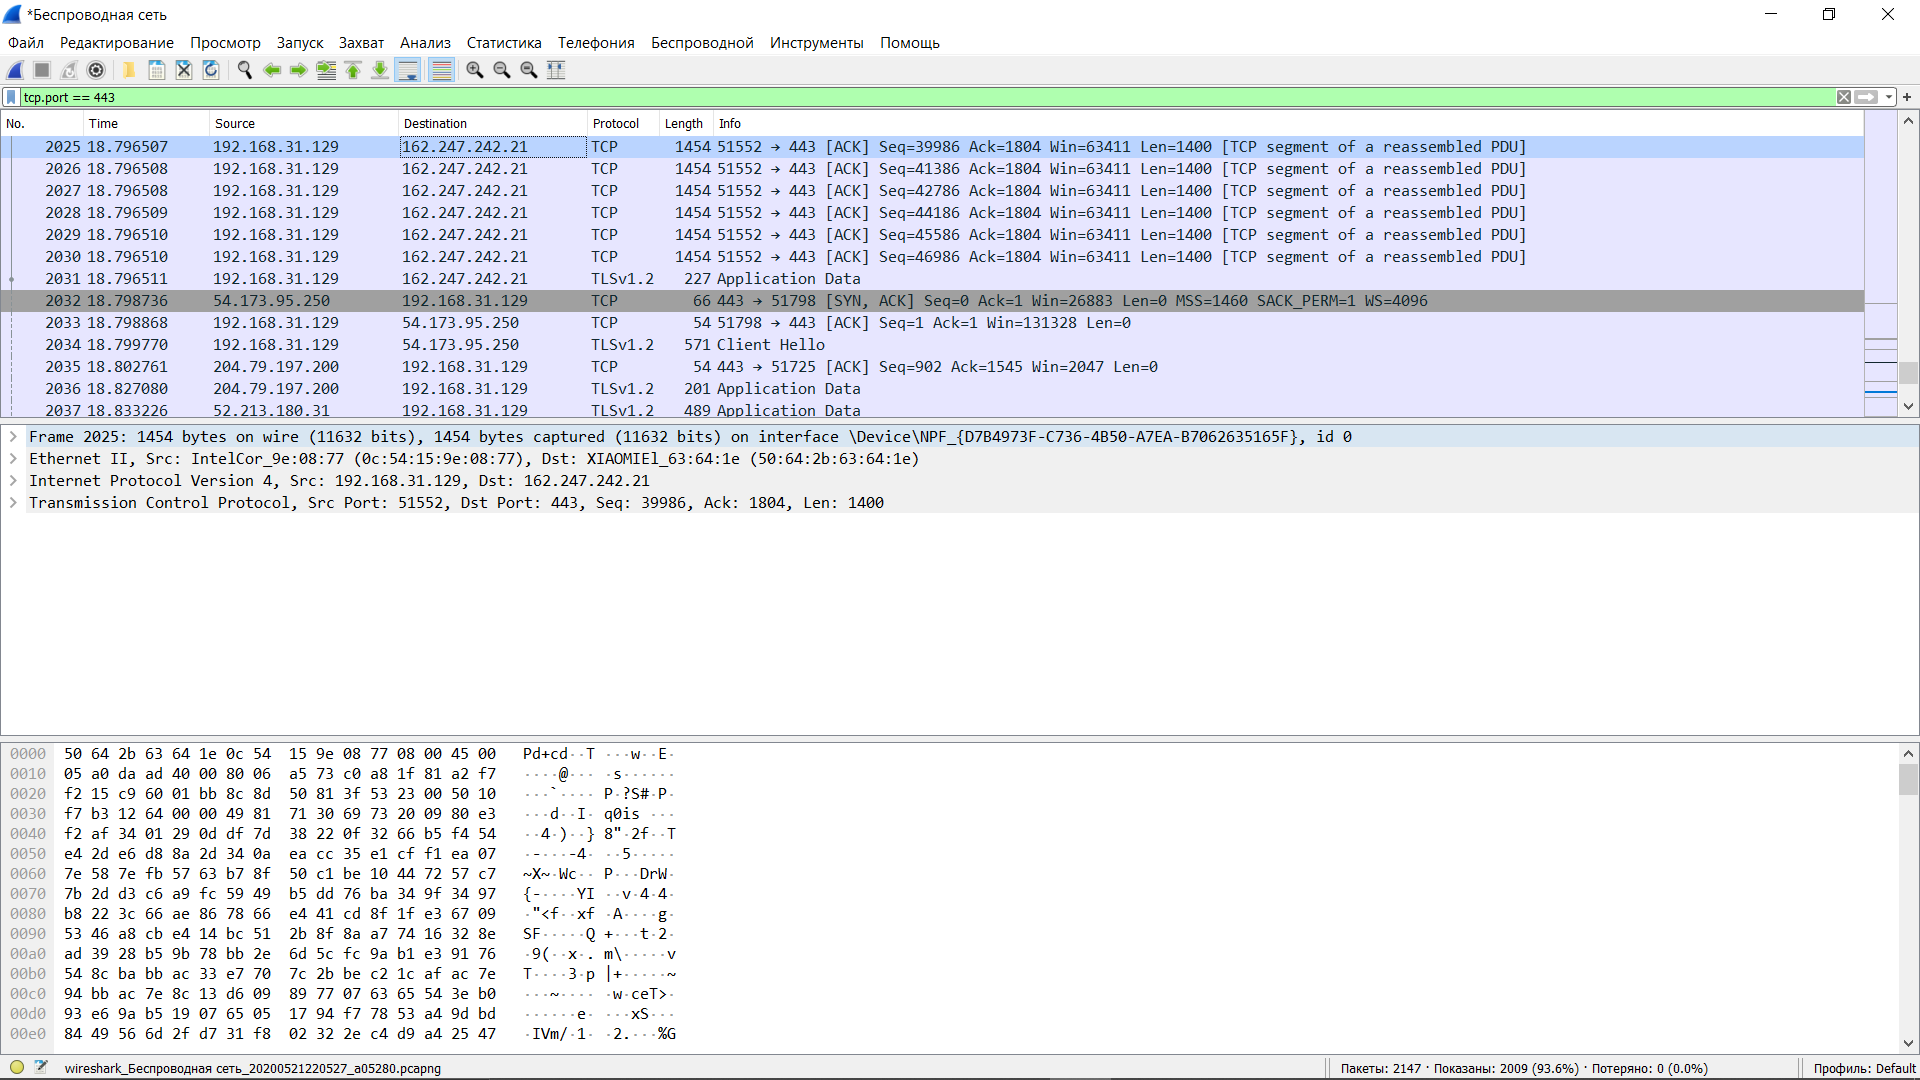 *Беспроводная сеть
Файл Редактирование Просмотр Запуск Захват Анализ Статистика Телефония Беспроводной Инструменты Помощь
tcp.port == 443
No. Time Source Destination Protocol Length Info
2025 18.796507 192.168.31.129 162.247.242.21 TCP 1454 51552 → 443 [ACK] Seq=39986 Ack=1804 Win=63411 Len=1400 [TCP segment of a reassembled PDU]
2026 18.796508 192.168.31.129 162.247.242.21 TCP 1454 51552 → 443 [ACK] Seq=41386 Ack=1804 Win=63411 Len=1400 [TCP segment of a reassembled PDU]
2027 18.796508 192.168.31.129 162.247.242.21 TCP 1454 51552 → 443 [ACK] Seq=42786 Ack=1804 Win=63411 Len=1400 [TCP segment of a reassembled PDU]
2028 18.796509 192.168.31.129 162.247.242.21 TCP 1454 51552 → 443 [ACK] Seq=44186 Ack=1804 Win=63411 Len=1400 [TCP segment of a reassembled PDU]
2029 18.796510 192.168.31.129 162.247.242.21 TCP 1454 51552 → 443 [ACK] Seq=45586 Ack=1804 Win=63411 Len=1400 [TCP segment of a reassembled PDU]
2030 18.796510 192.168.31.129 162.247.242.21 TCP 1454 51552 → 443 [ACK] Seq=46986 Ack=1804 Win=63411 Len=1400 [TCP segment of a reassembled PDU]
2031 18.796511 192.168.31.129 162.247.242.21 TLSv1.2 227 Application Data
2032 18.798736 54.173.95.250 192.168.31.129 TCP 66 443 → 51798 [SYN, ACK] Seq=0 Ack=1 Win=26883 Len=0 MSS=1460 SACK_PERM=1 WS=4096
2033 18.798868 192.168.31.129 54.173.95.250 TCP 54 51798 → 443 [ACK] Seq=1 Ack=1 Win=131328 Len=0
2034 18.799770 192.168.31.129 54.173.95.250 TLSv1.2 571 Client Hello
2035 18.802761 204.79.197.200 192.168.31.129 TCP 54 443 → 51725 [ACK] Seq=902 Ack=1545 Win=2047 Len=0
2036 18.827080 204.79.197.200 192.168.31.129 TLSv1.2 201 Application Data
2037 18.833226 52.213.180.31 192.168.31.129 TLSv1.2 489 Application Data
Frame 2025: 1454 bytes on wire (11632 bits), 1454 bytes captured (11632 bits) on interface \Device\NPF_{D7B4973F-C736-4B50-A7EA-B7062635165F}, id 0
Ethernet II, Src: IntelCor_9e:08:77 (0c:54:15:9e:08:77), Dst: XIAOMIEl_63:64:1e (50:64:2b:63:64:1e)
Internet Protocol Version 4, Src: 192.168.31.129, Dst: 162.247.242.21
Transmission Control Protocol, Src Port: 51552, Dst Port: 443, Seq: 39986, Ack: 1804, Len: 1400
0000 50 64 2b 63 64 1e 0c 54 15 9e 08 77 08 00 45 00 Pd+cd··T ···w··E·
0010 05 a0 da ad 40 00 80 06 a5 73 c0 a8 1f 81 a2 f7 ····@··· ·s······
0020 f2 15 c9 60 01 bb 8c 8d 50 81 3f 53 23 00 50 10 ···`···· P·?S#·P·
0030 f7 b3 12 64 00 00 49 81 71 30 69 73 20 09 80 e3 ···d··I· q0is ···
0040 f2 af 34 01 29 0d df 7d 38 22 0f 32 66 b5 f4 54 ··4·)··} 8"·2f··T
0050 e4 2d e6 d8 8a 2d 34 0a ea cc 35 e1 cf f1 ea 07 ·-···-4· ··5·····
0060 7e 58 7e fb 57 63 b7 8f 50 c1 be 10 44 72 57 c7 ~X~·Wc·· P···DrW·
0070 7b 2d d3 c6 a9 fc 59 49 b5 dd 76 ba 34 9f 34 97 {-····YI ··v·4·4·
0080 b8 22 3c 66 ae 86 78 66 e4 41 cd 8f 1f e3 67 09 ·"<f··xf ·A····g·
0090 53 46 a8 cb e4 14 bc 51 2b 8f 8a a7 74 16 32 8e SF·····Q +···t·2·
00a0 ad 39 28 b5 9b 78 bb 2e 6d 5c fc 9a b1 e3 91 76 ·9(··x·. m\·····v
00b0 54 8c ba bb ac 33 e7 70 7c 2b be c2 1c af ac 7e T····3·p |+·····~
00c0 94 bb ac 7e 8c 13 d6 09 89 77 07 63 65 54 3e b0 ···~···· ·w·ceT>·
00d0 93 e6 9a b5 19 07 65 05 17 94 f7 78 53 a4 9d bd ······e· ···xS···
00e0 84 49 56 6d 2f d7 31 f8 02 32 2e c4 d9 a4 25 47 ·IVm/·1· ·2.···%G
wireshark_Беспроводная сеть_20200521220527_a05280.pcapng
Пакеты: 2147 · Показаны: 2009 (93.6%) · Потеряно: 0 (0.0%)
Профиль: Default